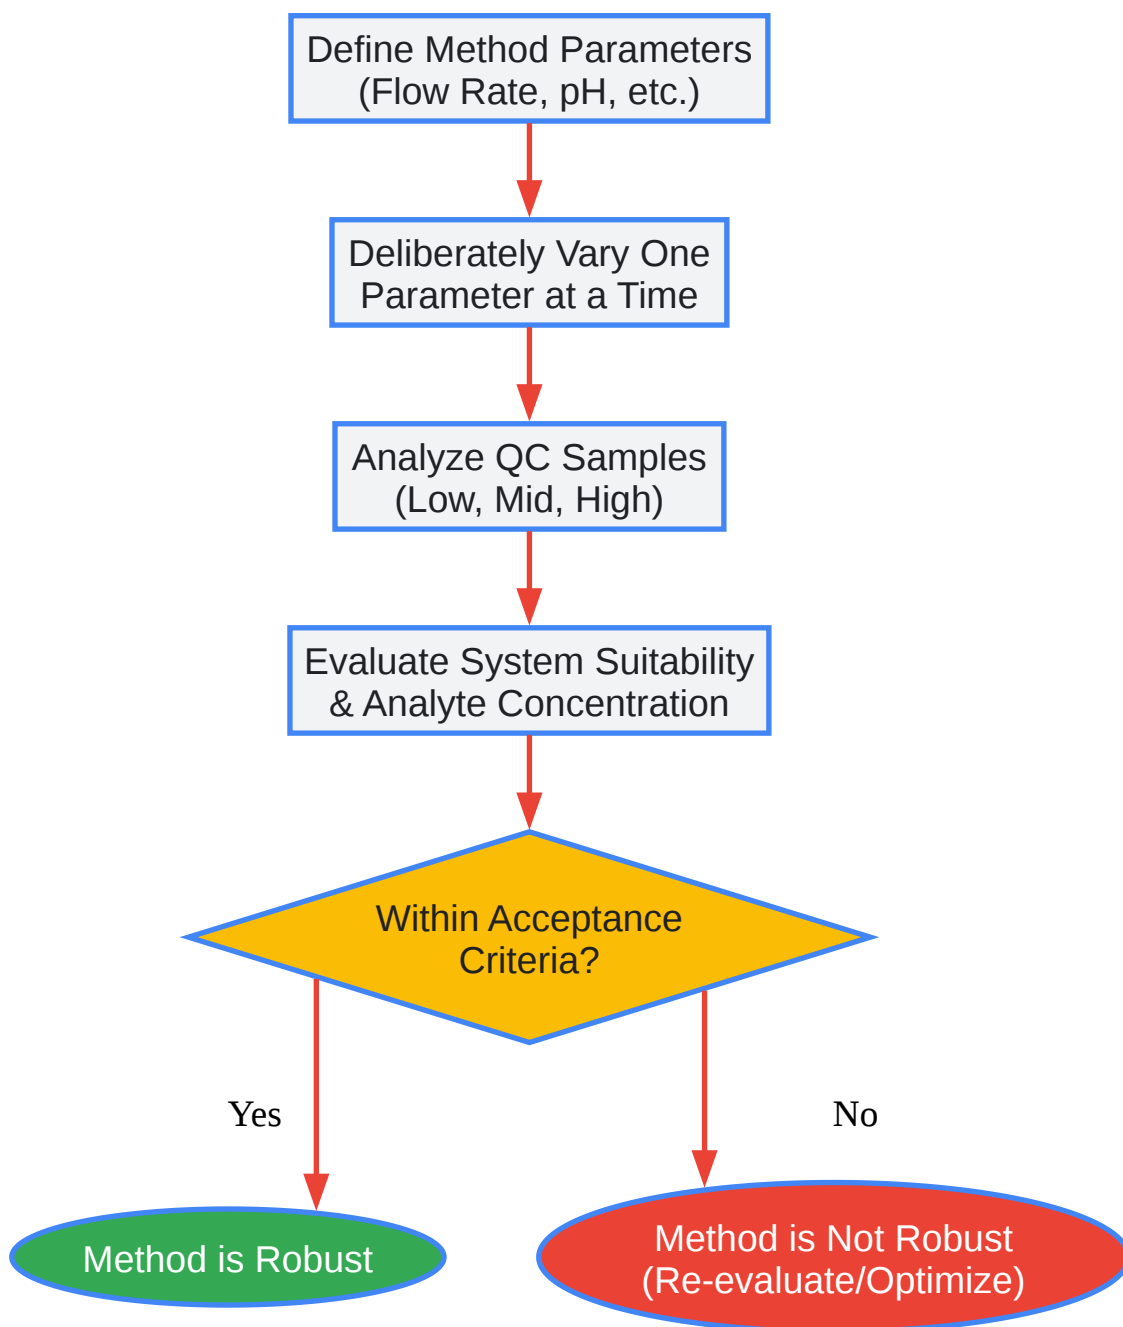 Define Method Parameters
(Flow Rate, pH, etc.)
Deliberately Vary One
Parameter at a Time
Analyze QC Samples
(Low, Mid, High)
Evaluate System Suitability
& Analyte Concentration
Within Acceptance
Criteria?
Yes
No
Method is Robust
Method is Not Robust
(Re-evaluate/Optimize)